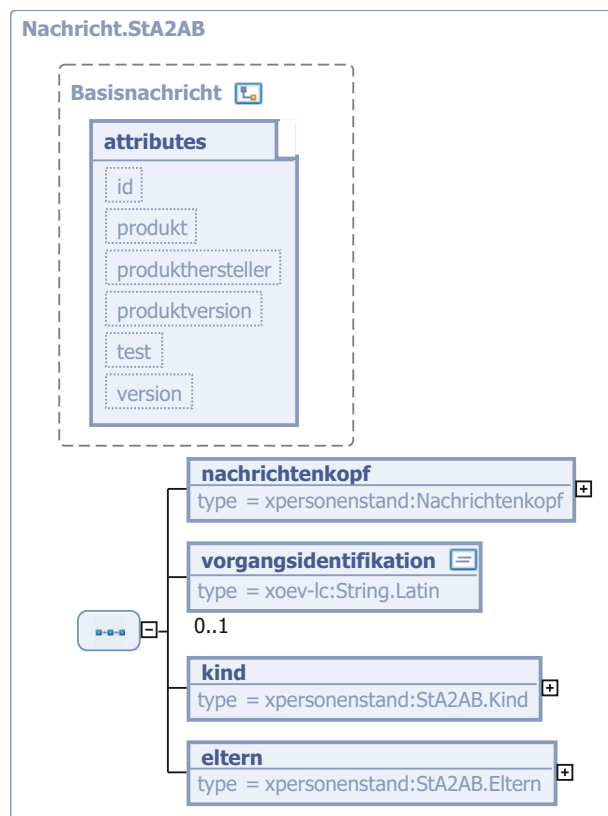 Nachricht.StA2AB
Basisnachricht
attributes
id
produkt
produkthersteller
produktversion
test
version
nachrichtenkopf
type = xpersonenstand:Nachrichtenkopf
vorgangsidentifikation
type = xoev-lc:String.Latin
0..1
kind
type = xpersonenstand:StA2AB.Kind
eltern
type = xpersonenstand:StA2AB.Eltern